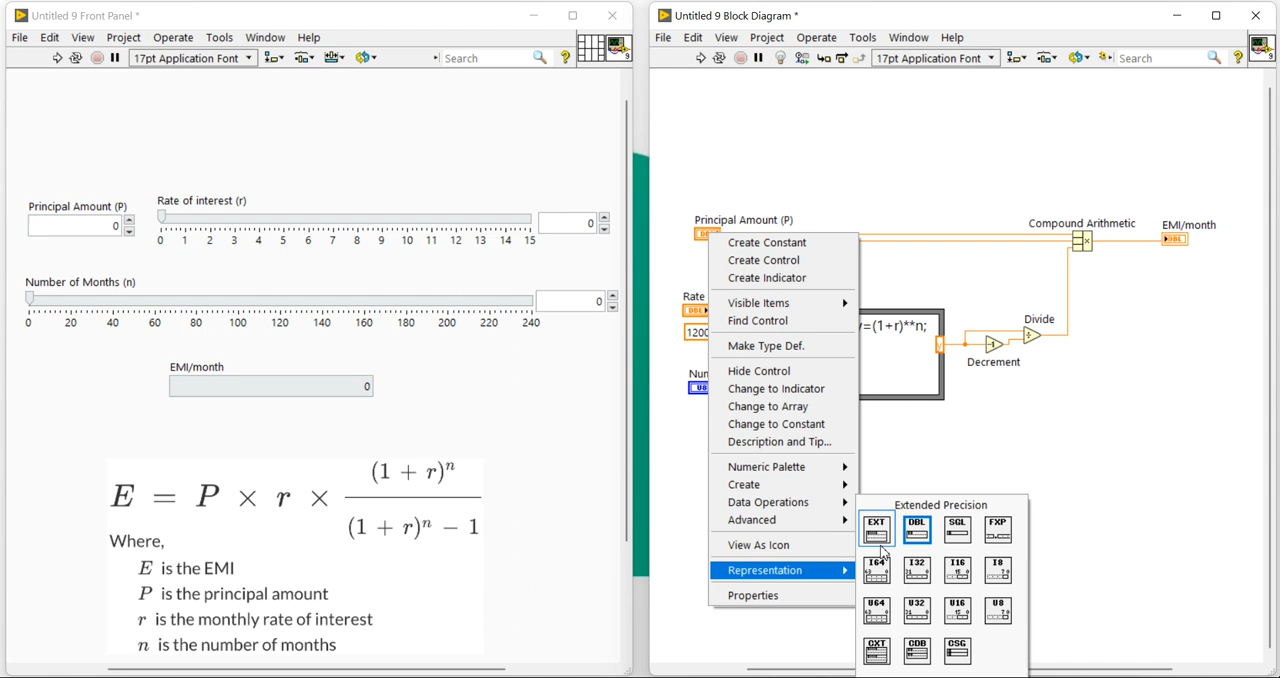 Untitled 9 Front Panel *
File Edit View Project Operate Tools Window Help
17pt Application Font
Search
?
9
Principal Amount (P)
0
Rate of interest (r)
0 1 2 3 4 5 6 7 8 9 10 11 12 13 14 15
0
Number of Months (n)
0 20 40 60 80 100 120 140 160 180 200 220 240
0
EMI/month
0
E = P × r × (1 + r)^n
(1 + r)^n − 1
Where,
E is the EMI
P is the principal amount
r is the monthly rate of interest
n is the number of months
Untitled 9 Block Diagram *
File Edit View Project Operate Tools Window Help
17pt Application Font
Search
?
9
Principal Amount (P)
Compound Arithmetic
EMI/month
DBL
Rate
DBL
1200
Num
U8
y=(1+r)**n;
y
Divide
Decrement
Create Constant
Create Control
Create Indicator
Visible Items
Find Control
Make Type Def.
Hide Control
Change to Indicator
Change to Array
Change to Constant
Description and Tip...
Numeric Palette
Create
Data Operations
Advanced
View As Icon
Representation
Properties
Extended Precision
EXT DBL SGL FXP
I64 I32 I16 I8
U64 U32 U16 U8
CXT CDB CSG